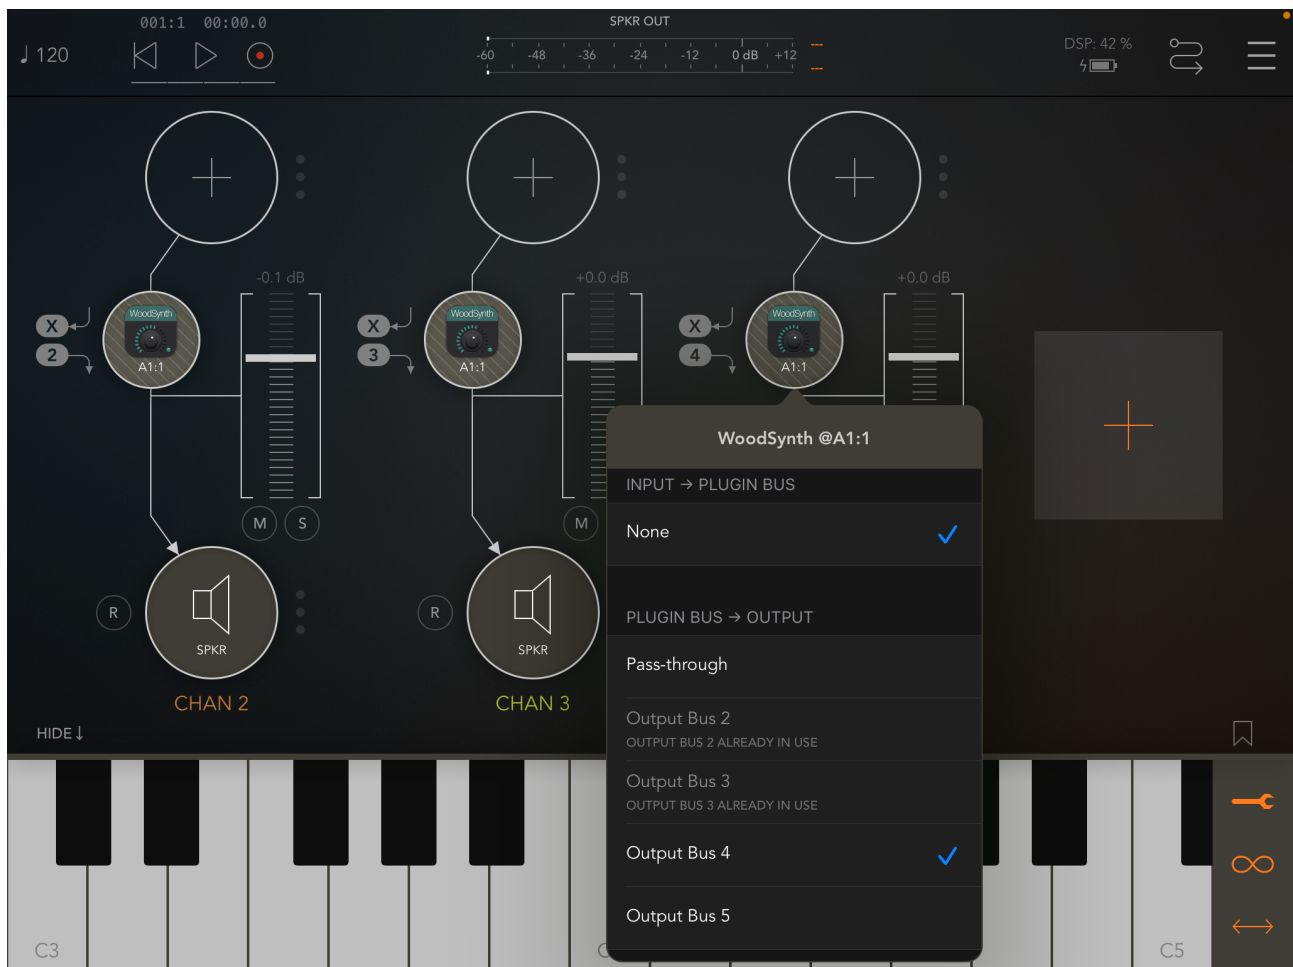 001:1 00:00.0
SPKR OUT
120
-60 -48 -36 -24 -12 0 dB +12
---
---
DSP: 42 %
-0.1 dB
+0.0 dB
+0.0 dB
X
2
WoodSynth
A1:1
X
3
WoodSynth
A1:1
X
4
WoodSynth
A1:1
WoodSynth @A1:1
INPUT → PLUGIN BUS
None
PLUGIN BUS → OUTPUT
Pass-through
Output Bus 2
OUTPUT BUS 2 ALREADY IN USE
Output Bus 3
OUTPUT BUS 3 ALREADY IN USE
Output Bus 4
Output Bus 5
M S
M
R
SPKR
R
SPKR
CHAN 2
CHAN 3
HIDE ↓
C3
C5